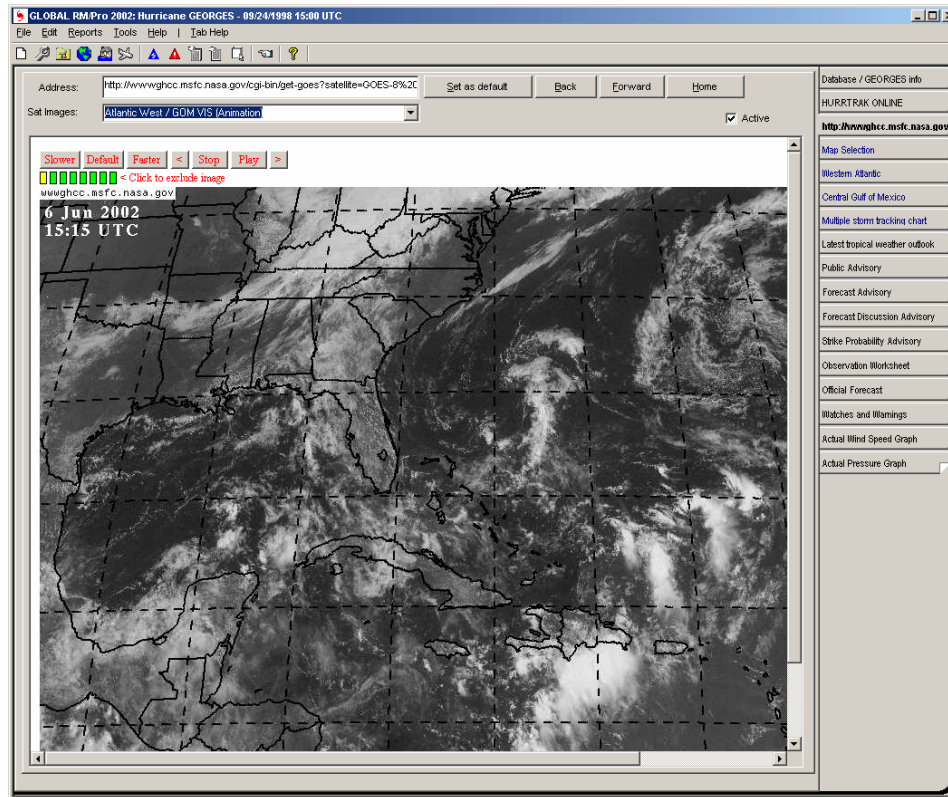 GLOBAL RM/Pro 2002: Hurricane GEORGES - 09/24/1998 15:00 UTC
File Edit Reports Tools Help | Tab Help
Address: http://wwwghcc.msfc.nasa.gov/cgi-bin/get-goes?satellite=GOES-8%20 Set as default Back Forward Home
Sat Images: Atlantic West / GOM VIS (Animation) Active
Slower Default Faster < Stop Play >
< Click to exclude image
wwwghcc.msfc.nasa.gov
6 Jun 2002
15:15 UTC
Database / GEORGES info
HURRTRAK ONLINE
http://wwwghcc.msfc.nasa.gov
Map Selection
Western Atlantic
Central Gulf of Mexico
Multiple storm tracking chart
Latest tropical weather outlook
Public Advisory
Forecast Advisory
Forecast Discussion Advisory
Strike Probability Advisory
Observation Worksheet
Official Forecast
Watches and Warnings
Actual Wind Speed Graph
Actual Pressure Graph